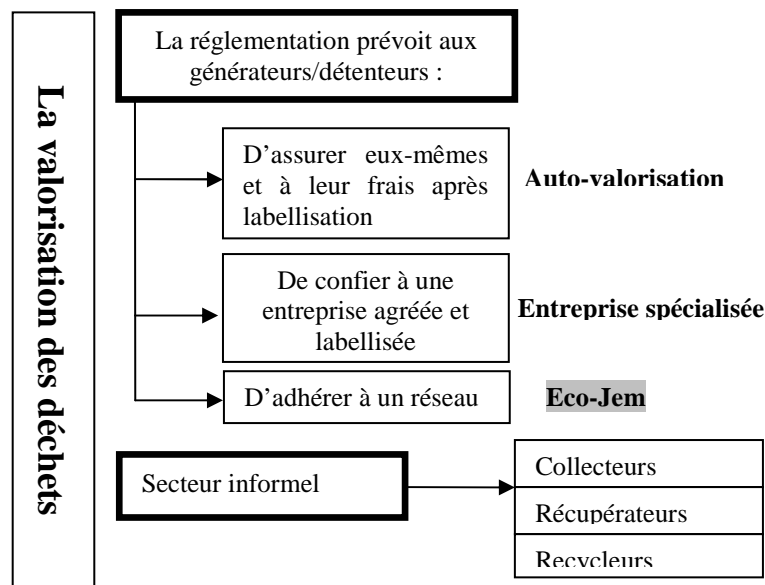 La valorisation des déchets
La réglementation prévoit aux
générateurs/détenteurs :
D’assurer eux-mêmes
et à leur frais après
labellisation
Auto-valorisation
De confier à une
entreprise agréée et
labellisée
Entreprise spécialisée
D’adhérer à un réseau
Eco-Jem
Secteur informel
Collecteurs
Récupérateurs
Recycleurs